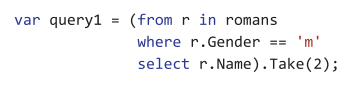 var query1 = (from r in romans
where r.Gender == 'm'
select r.Name).Take(2);